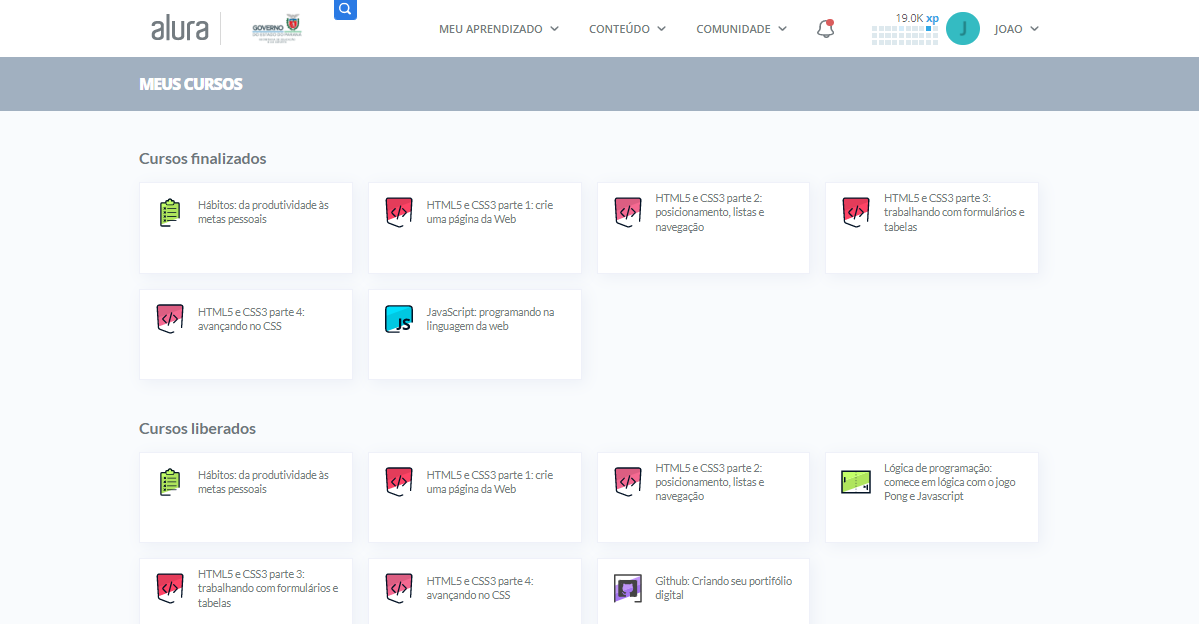 alura
GOVERNO
MEU APRENDIZADO
CONTEÚDO
COMUNIDADE
19.0K xp
J
JOAO
MEUS CURSOS
Cursos finalizados
Hábitos: da produtividade às
metas pessoais
HTML5 e CSS3 parte 1: crie
uma página da Web
HTML5 e CSS3 parte 2:
posicionamento, listas e
navegação
HTML5 e CSS3 parte 3:
trabalhando com formulários e
tabelas
HTML5 e CSS3 parte 4:
avançando no CSS
JS
JavaScript: programando na
linguagem da web
Cursos liberados
Hábitos: da produtividade às
metas pessoais
HTML5 e CSS3 parte 1: crie
uma página da Web
HTML5 e CSS3 parte 2:
posicionamento, listas e
navegação
Lógica de programação:
comece em lógica com o jogo
Pong e Javascript
HTML5 e CSS3 parte 3:
trabalhando com formulários e
tabelas
HTML5 e CSS3 parte 4:
avançando no CSS
Github: Criando seu portifólio
digital